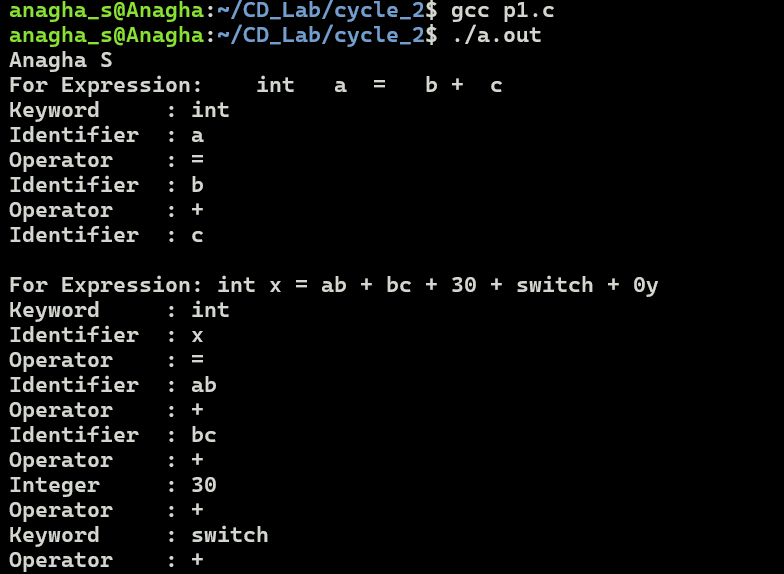 anagha_s@Anagha:~/CD_Lab/cycle_2$ gcc p1.c
anagha_s@Anagha:~/CD_Lab/cycle_2$ ./a.out
Anagha S
For Expression:    int   a  =   b +  c
Keyword     : int
Identifier  : a
Operator    : =
Identifier  : b
Operator    : +
Identifier  : c

For Expression: int x = ab + bc + 30 + switch + 0y
Keyword     : int
Identifier  : x
Operator    : =
Identifier  : ab
Operator    : +
Identifier  : bc
Operator    : +
Integer     : 30
Operator    : +
Keyword     : switch
Operator    : +